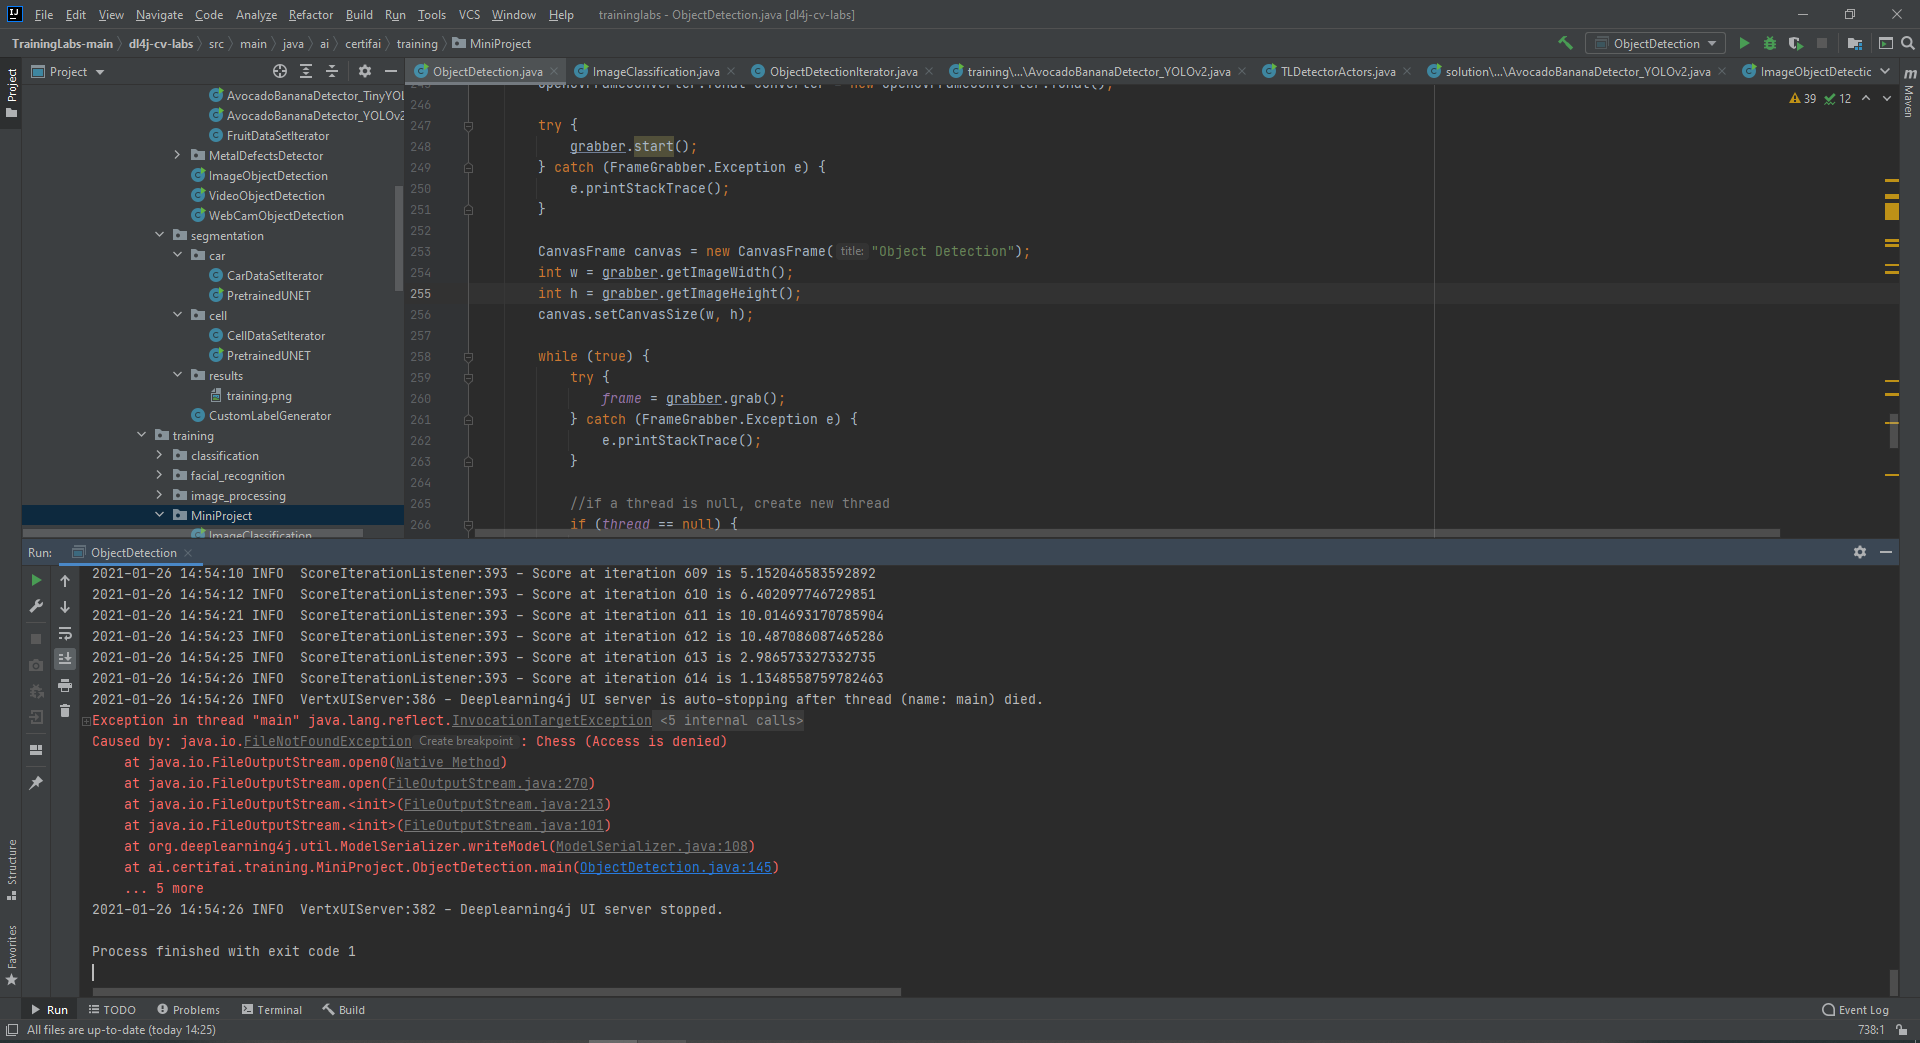 File Edit View Navigate Code Analyze Refactor Build Run Tools VCS Window Help traininglabs - ObjectDetection.java [dl4j-cv-labs]
TrainingLabs-main dl4j-cv-labs src main java ai certifai training MiniProject
ObjectDetection
Project
ObjectDetection.java ImageClassification.java ObjectDetectionIterator.java training\...\AvocadoBananaDetector_YOLOv2.java TLDetectorActors.java solution\...\AvocadoBananaDetector_YOLOv2.java ImageObjectDetectic
Project
Maven
39 12
AvocadoBananaDetector_TinyYOL
AvocadoBananaDetector_YOLOv2
FruitDataSetIterator
MetalDefectsDetector
ImageObjectDetection
VideoObjectDetection
WebCamObjectDetection
segmentation
car
CarDataSetIterator
PretrainedUNET
cell
CellDataSetIterator
PretrainedUNET
results
training.png
CustomLabelGenerator
training
classification
facial_recognition
image_processing
MiniProject
ImageClassification
246
247 try {
248 grabber.start();
249 } catch (FrameGrabber.Exception e) {
250 e.printStackTrace();
251 }
252
253 CanvasFrame canvas = new CanvasFrame( title: "Object Detection");
254 int w = grabber.getImageWidth();
255 int h = grabber.getImageHeight();
256 canvas.setCanvasSize(w, h);
257
258 while (true) {
259 try {
260 frame = grabber.grab();
261 } catch (FrameGrabber.Exception e) {
262 e.printStackTrace();
263 }
264
265 //if a thread is null, create new thread
266 if (thread == null) {
Run: ObjectDetection
2021-01-26 14:54:10 INFO ScoreIterationListener:393 - Score at iteration 609 is 5.152046583592892
2021-01-26 14:54:12 INFO ScoreIterationListener:393 - Score at iteration 610 is 6.402097746729851
2021-01-26 14:54:21 INFO ScoreIterationListener:393 - Score at iteration 611 is 10.014693170785904
2021-01-26 14:54:23 INFO ScoreIterationListener:393 - Score at iteration 612 is 10.487086087465286
2021-01-26 14:54:25 INFO ScoreIterationListener:393 - Score at iteration 613 is 2.986573327332735
2021-01-26 14:54:26 INFO ScoreIterationListener:393 - Score at iteration 614 is 1.1348558759782463
2021-01-26 14:54:26 INFO VertxUIServer:386 - Deeplearning4j UI server is auto-stopping after thread (name: main) died.
Exception in thread "main" java.lang.reflect.InvocationTargetException <5 internal calls>
Caused by: java.io.FileNotFoundException Create breakpoint : Chess (Access is denied)
at java.io.FileOutputStream.open0(Native Method)
at java.io.FileOutputStream.open(FileOutputStream.java:270)
at java.io.FileOutputStream.<init>(FileOutputStream.java:213)
at java.io.FileOutputStream.<init>(FileOutputStream.java:101)
at org.deeplearning4j.util.ModelSerializer.writeModel(ModelSerializer.java:108)
at ai.certifai.training.MiniProject.ObjectDetection.main(ObjectDetection.java:145)
... 5 more
2021-01-26 14:54:26 INFO VertxUIServer:382 - Deeplearning4j UI server stopped.
Process finished with exit code 1
Structure
Favorites
Run TODO Problems Terminal Build Event Log
All files are up-to-date (today 14:25) 738:1